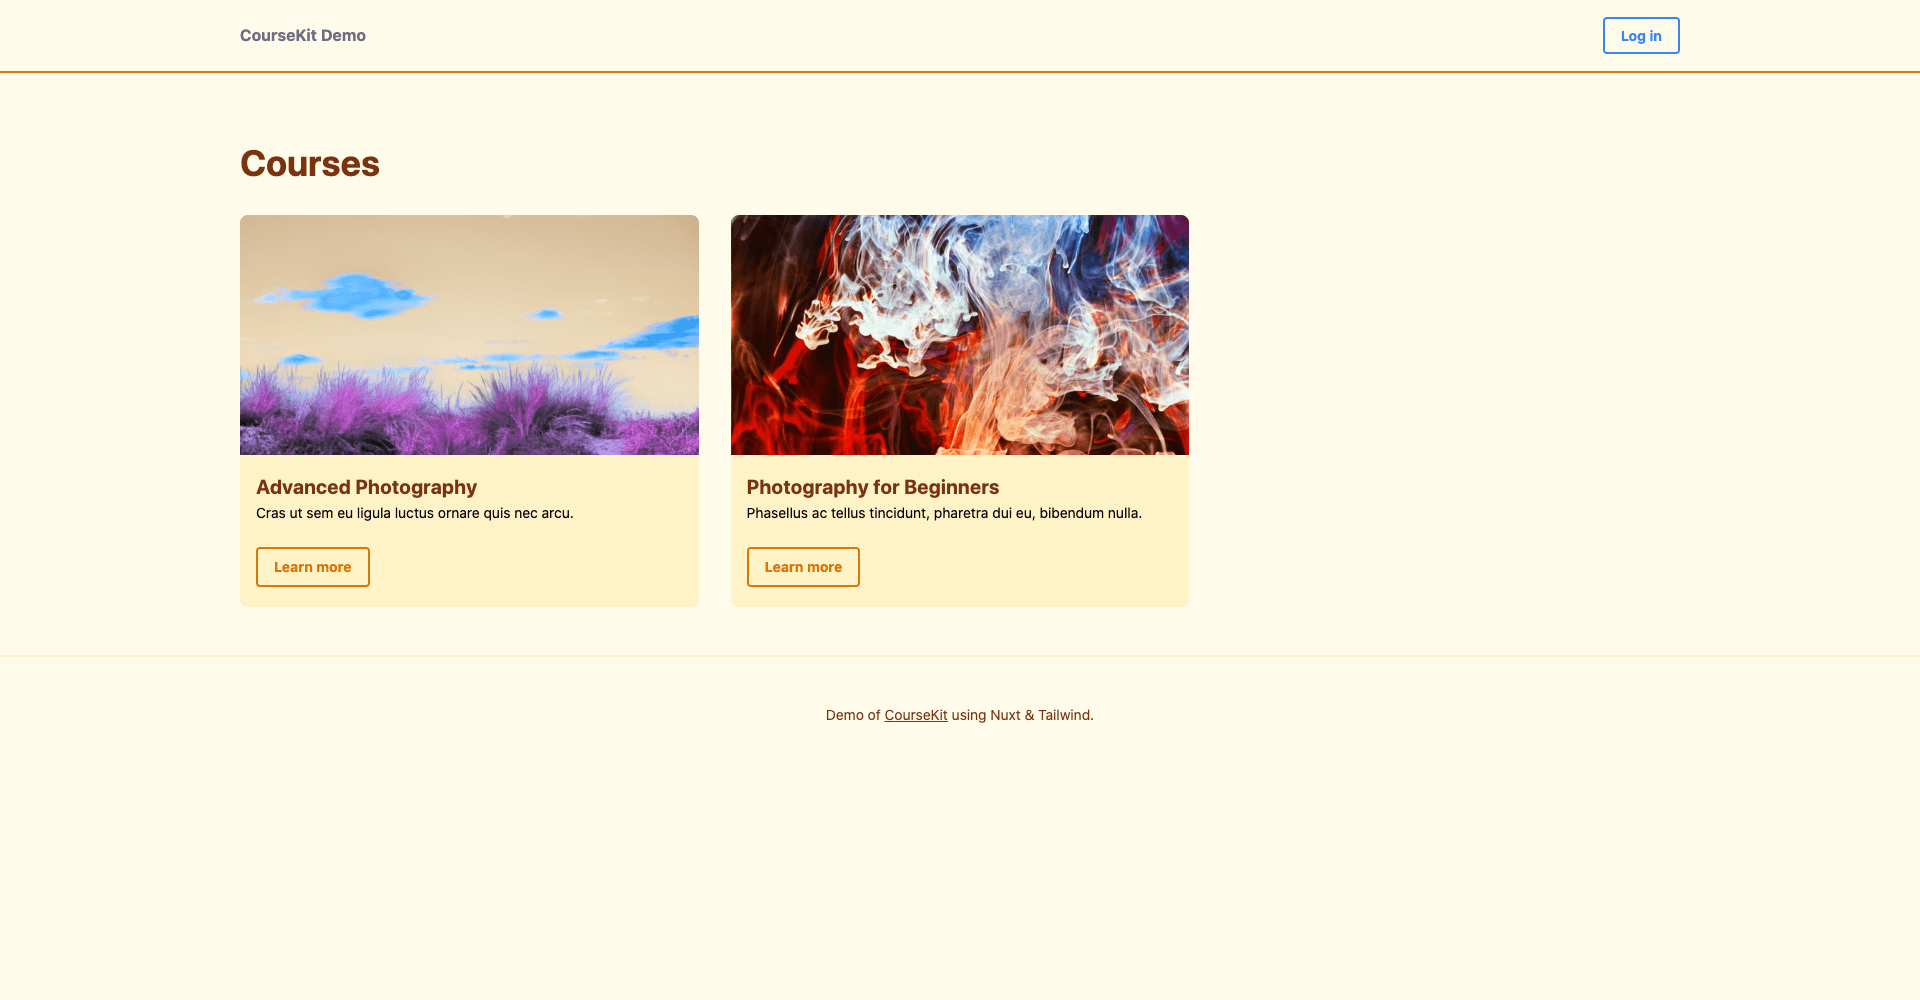 CourseKit Demo
Log in
Courses
Advanced Photography
Cras ut sem eu ligula luctus ornare quis nec arcu.
Learn more
Photography for Beginners
Phasellus ac tellus tincidunt, pharetra dui eu, bibendum nulla.
Learn more
Demo of CourseKit using Nuxt & Tailwind.